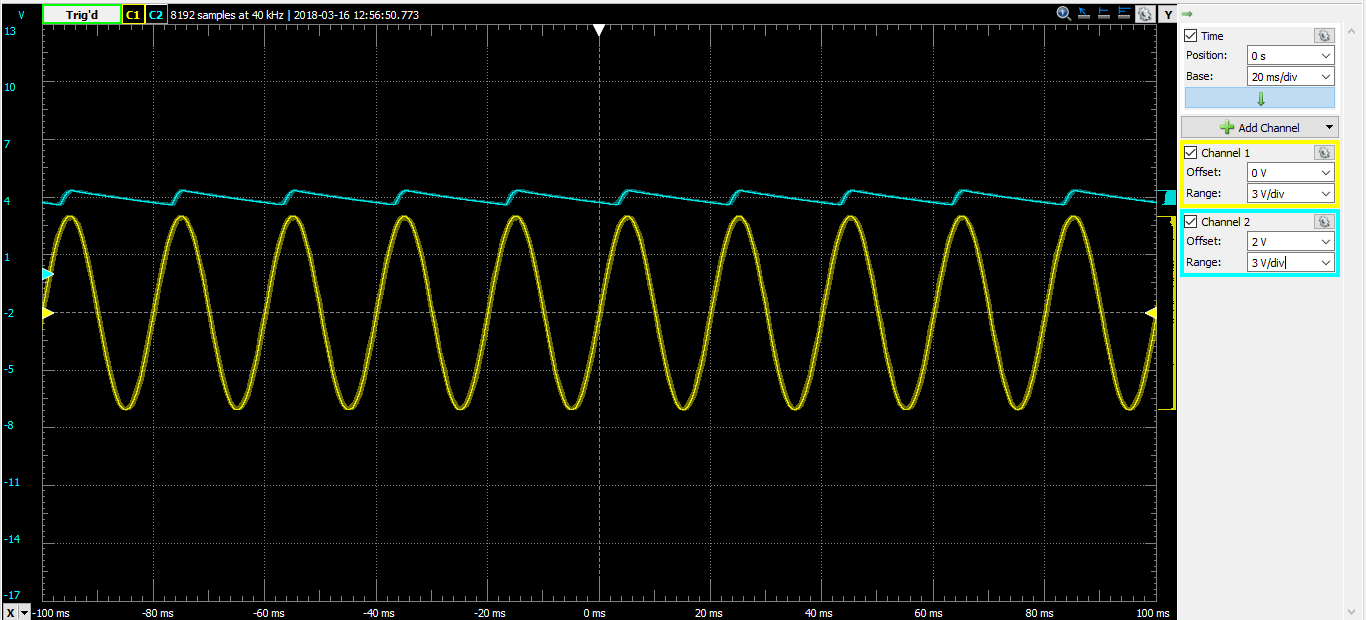 V Trig'd C1 C2 8192 samples at 40 kHz | 2018-03-16 12:56:50.773 Y
13
10
7
4
1
-2
-5
-8
-11
-14
-17
X -100 ms -80 ms -60 ms -40 ms -20 ms 0 ms 20 ms 40 ms 60 ms 80 ms 100 ms
Time
Position: 0 s
Base: 20 ms/div
Add Channel
Channel 1
Offset: 0 V
Range: 3 V/div
Channel 2
Offset: 2 V
Range: 3 V/div